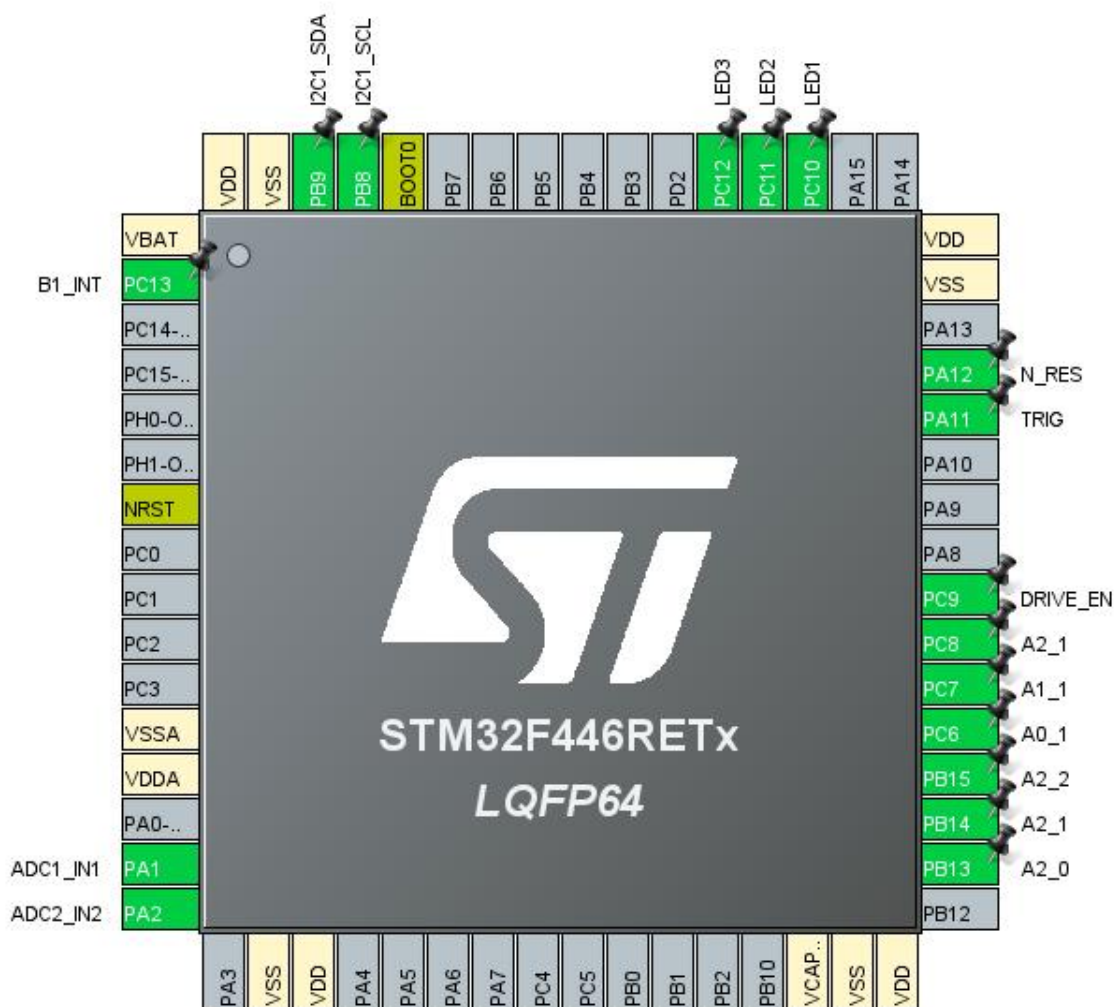 I2C1_SDA
I2C1_SCL
LED3
LED2
LED1
VDD
VSS
PB9
PB8
BOOT0
PB7
PB6
PB5
PB4
PB3
PD2
PC12
PC11
PC10
PA15
PA14
VBAT
B1_INT PC13
PC14-..
PC15-..
PH0-O..
PH1-O..
NRST
PC0
PC1
PC2
PC3
VSSA
VDDA
PA0-..
ADC1_IN1 PA1
ADC2_IN2 PA2
ST
STM32F446RETx
LQFP64
VDD
VSS
PA13
PA12 N_RES
PA11 TRIG
PA10
PA9
PA8
PC9 DRIVE_EN
PC8 A2_1
PC7 A1_1
PC6 A0_1
PB15 A2_2
PB14 A2_1
PB13 A2_0
PB12
PA3
VSS
VDD
PA4
PA5
PA6
PA7
PC4
PC5
PB0
PB1
PB2
PB10
VCAP..
VSS
VDD